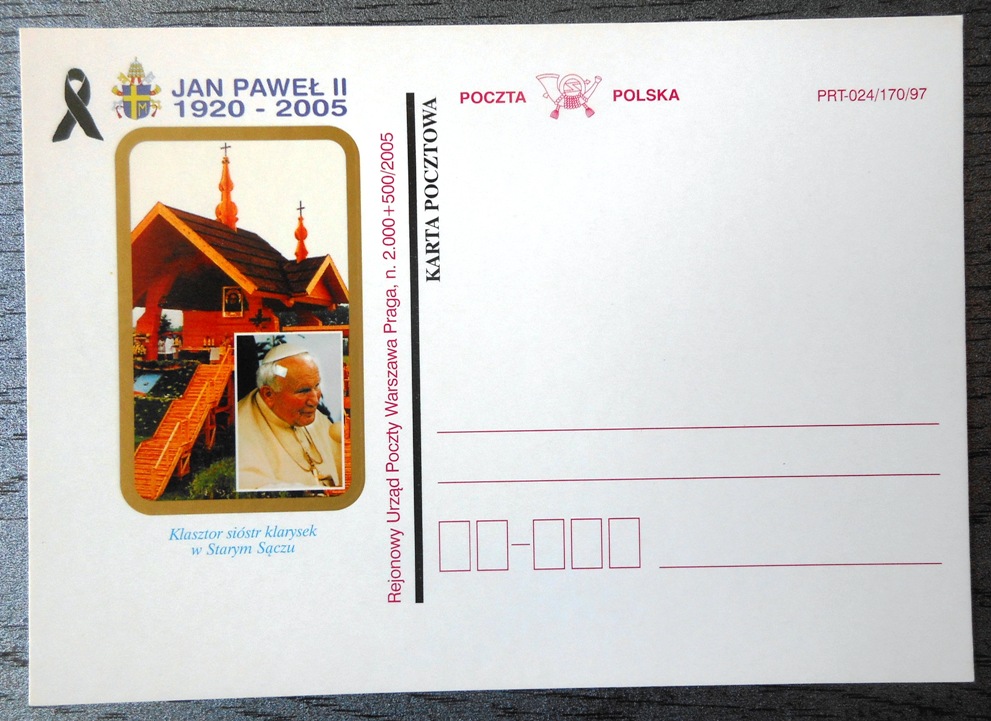 JAN PAWEŁ II
1920 - 2005
Klasztor sióstr klarysek
w Starym Sączu
Rejonowy Urząd Poczty Warszawa Praga, n. 2.000+500/2005
KARTA POCZTOWA
POCZTA POLSKA
PRT-024/170/97